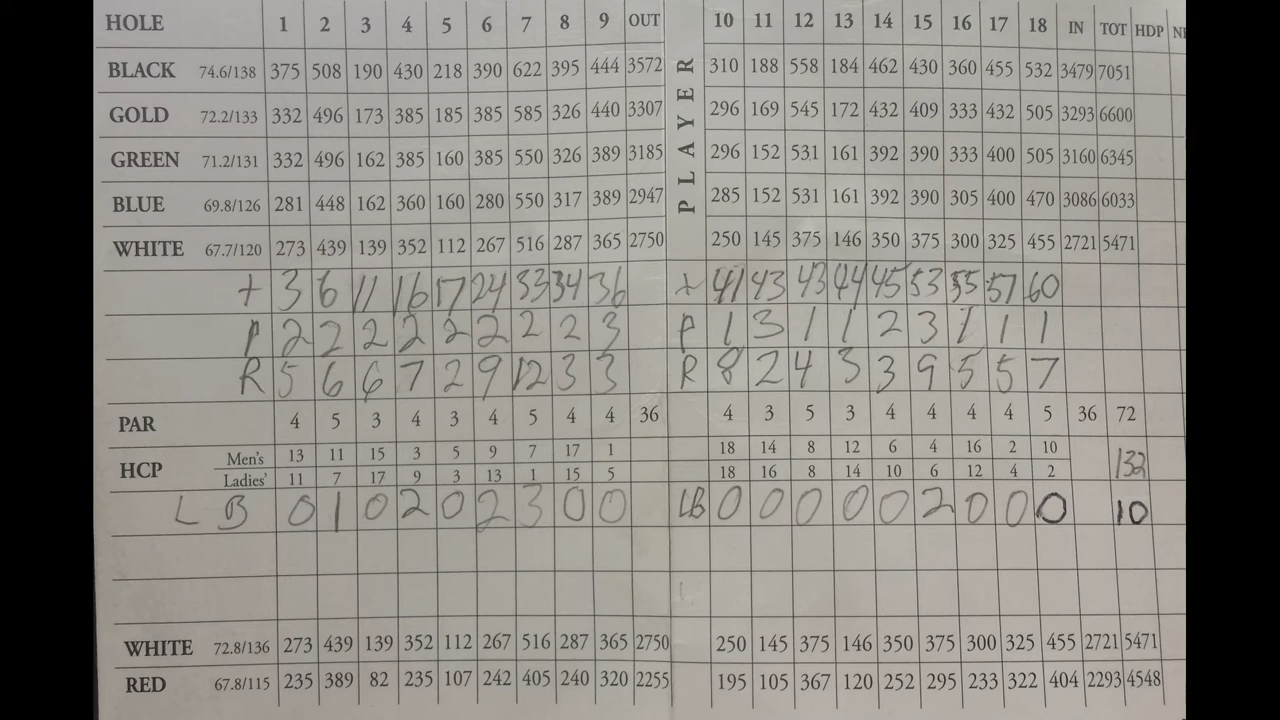 HOLE 1 2 3 4 5 6 7 8 9 OUT PLAYER 10 11 12 13 14 15 16 17 18 IN TOT HDP
BLACK 74.6/138 375 508 190 430 218 390 622 395 444 3572 310 188 558 184 462 430 360 455 532 3479 7051
GOLD 72.2/133 332 496 173 385 185 385 585 326 440 3307 296 169 545 172 432 409 333 432 505 3293 6600
GREEN 71.2/131 332 496 162 385 160 385 550 326 389 3185 296 152 531 161 392 390 333 400 505 3160 6345
BLUE 69.8/126 281 448 162 360 160 280 550 317 389 2947 285 152 531 161 392 390 305 400 470 3086 6033
WHITE 67.7/120 273 439 139 352 112 267 516 287 365 2750 250 145 375 146 350 375 300 325 455 2721 5471
+ 3 6 11 16 17 24 33 34 36 + 41 43 43 44 45 53 55 57 60
P 2 2 2 2 2 2 2 2 3 P 1 3 1 1 2 3 1 1 1
R 5 6 6 7 2 9 12 3 3 R 8 2 4 3 3 9 5 5 7
PAR 4 5 3 4 3 4 5 4 4 36 4 3 5 3 4 4 4 4 5 36 72
HCP Men's 13 11 15 3 5 9 7 17 1 18 14 8 12 6 4 16 2 10 132
Ladies' 11 7 17 9 3 13 1 15 5 18 16 8 14 10 6 12 4 2
LB 0 1 0 2 0 2 3 0 0 LB 0 0 0 0 0 2 0 0 0 10
WHITE 72.8/136 273 439 139 352 112 267 516 287 365 2750 250 145 375 146 350 375 300 325 455 2721 5471
RED 67.8/115 235 389 82 235 107 242 405 240 320 2255 195 105 367 120 252 295 233 322 404 2293 4548